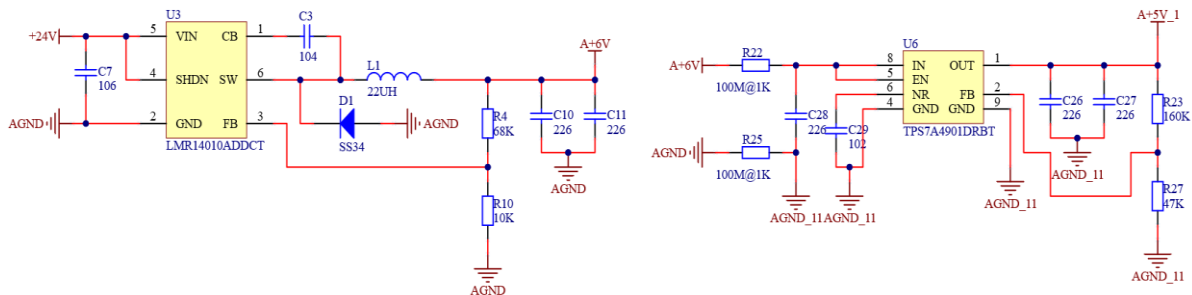 U3
+24V
5
VIN
CB
1
C3
104
C7
106
4
SHDN
SW
6
L1
22UH
A+6V
D1
SS34
AGND
R4
68K
C10
226
C11
226
AGND
AGND
2
GND
FB
3
LMR14010ADDCT
R10
10K
AGND
A+5V_1
U6
A+6V
R22
100M@1K
8
IN
OUT
1
5
EN
6
NR
FB
2
4
GND
GND
9
TPS7A4901DRBT
C28
226
C29
102
C26
226
C27
226
R23
160K
AGND
R25
100M@1K
AGND_11
AGND_11
AGND_11
AGND_11
R27
47K
AGND_11